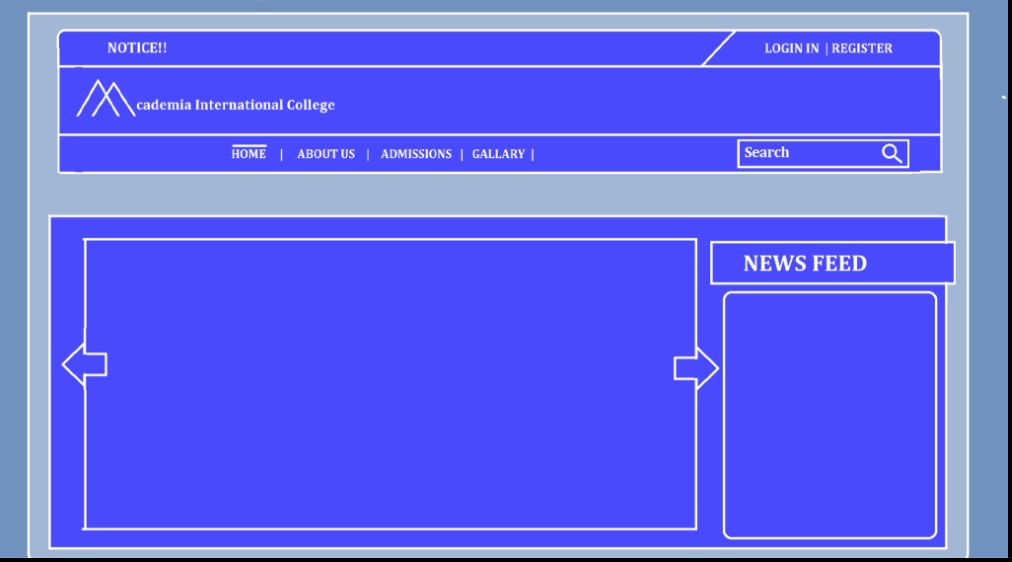 NOTICE!!
LOGIN IN | REGISTER
cademia International College
HOME | ABOUT US | ADMISSIONS | GALLARY |
Search
NEWS FEED